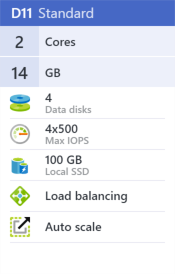 D11 Standard
2 Cores
14 GB
4
Data disks
4x500
Max IOPS
100 GB
Local SSD
Load balancing
Auto scale